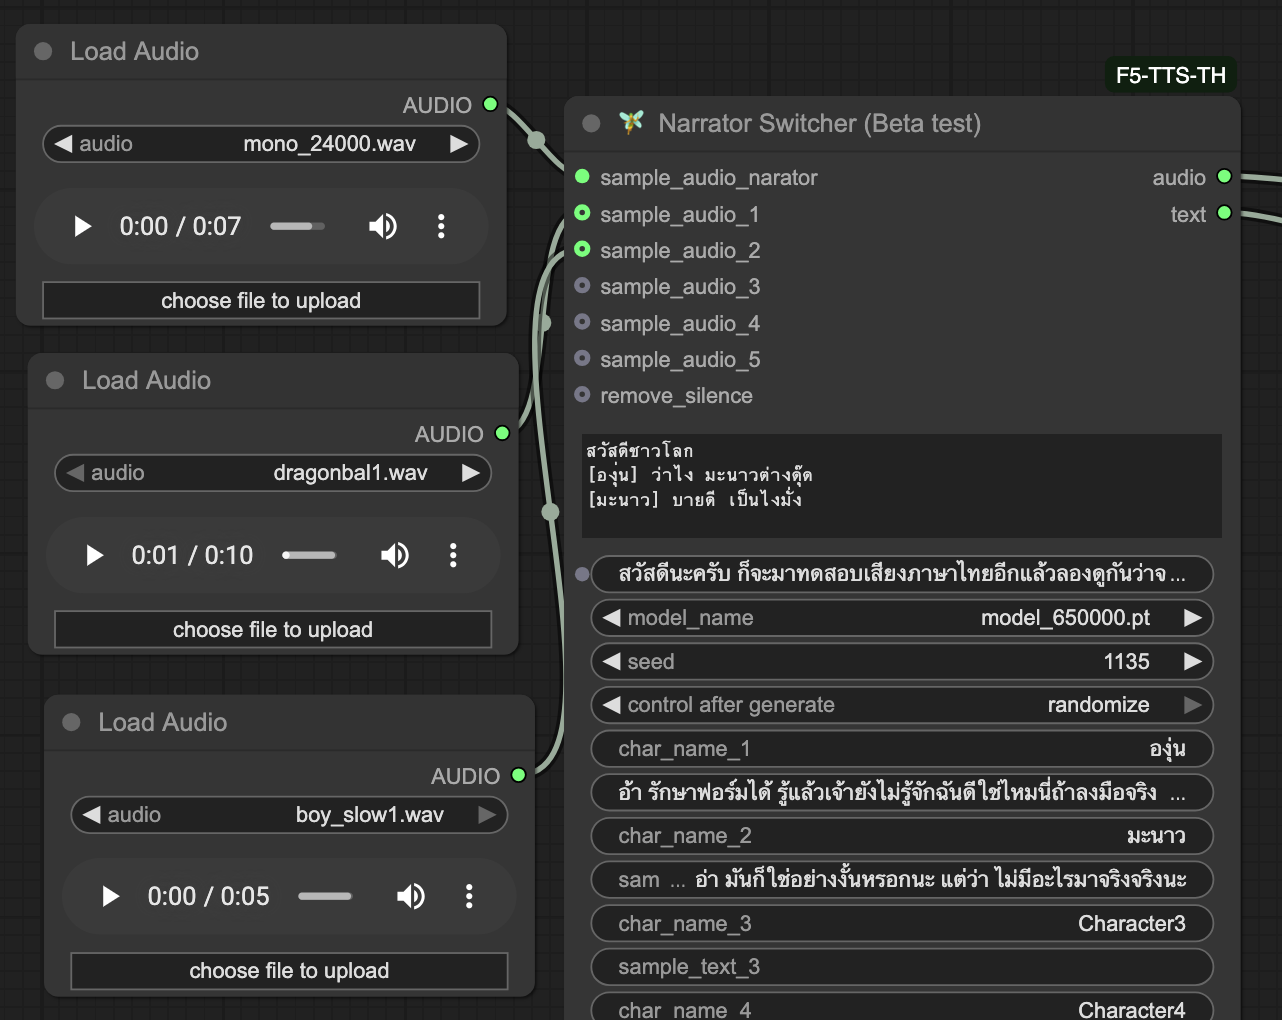 Load Audio
AUDIO
audio mono_24000.wav
0:00 / 0:07
choose file to upload
Load Audio
AUDIO
audio dragonbal1.wav
0:01 / 0:10
choose file to upload
Load Audio
AUDIO
audio boy_slow1.wav
0:00 / 0:05
choose file to upload
F5-TTS-TH
Narrator Switcher (Beta test)
sample_audio_narator audio
sample_audio_1 text
sample_audio_2
sample_audio_3
sample_audio_4
sample_audio_5
remove_silence
สวัสดีชาวโลก
[องุ่น] ว่าไง มะนาวต่างดุ๊ด
[มะนาว] บายดี เป็นไงมั่ง
สวัสดีนะครับ ก็จะมาทดสอบเสียงภาษาไทยอีกแล้วลองดูกันว่าจ ...
model_name model_650000.pt
seed 1135
control after generate randomize
char_name_1 องุ่น
อ้า รักษาฟอร์มได้ รู้แล้วเจ้ายังไม่รู้จักฉันดีใช่ไหมนี่ถ้าลงมือจริง ...
char_name_2 มะนาว
sam ... อ่า มันก็ใช่อย่างงั้นหรอกนะ แต่ว่า ไม่มีอะไรมาจริงจริงนะ
char_name_3 Character3
sample_text_3
char_name_4 Character4